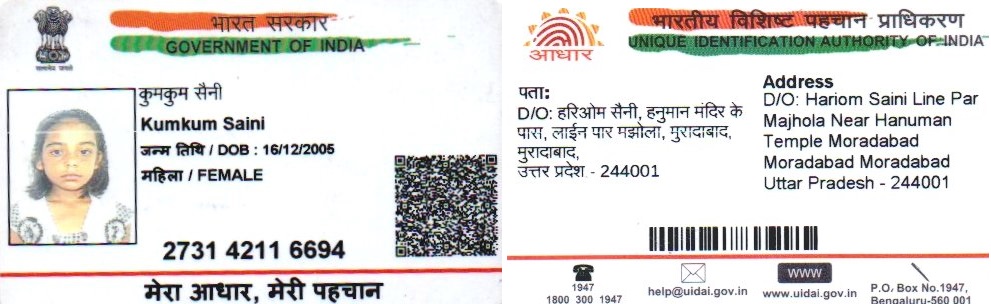 भारत सरकार
GOVERNMENT OF INDIA
कुमकुम सैनी
Kumkum Saini
जन्म तिथि / DOB : 16/12/2005
महिला / FEMALE
2731 4211 6694
मेरा आधार, मेरी पहचान
आधार
भारतीय विशिष्ट पहचान प्राधिकरण
UNIQUE IDENTIFICATION AUTHORITY OF INDIA
पता:
D/O: हरिओम सैनी, हनुमान मंदिर के
पास, लाईन पार मझोला, मुरादाबाद,
मुरादाबाद,
उत्तर प्रदेश - 244001
Address
D/O: Hariom Saini Line Par
Majhola Near Hanuman
Temple Moradabad
Moradabad Moradabad
Uttar Pradesh - 244001
1947
1800 300 1947
help@uidai.gov.in
WWW
www.uidai.gov.in
P.O. Box No.1947,
Bengaluru-560 001